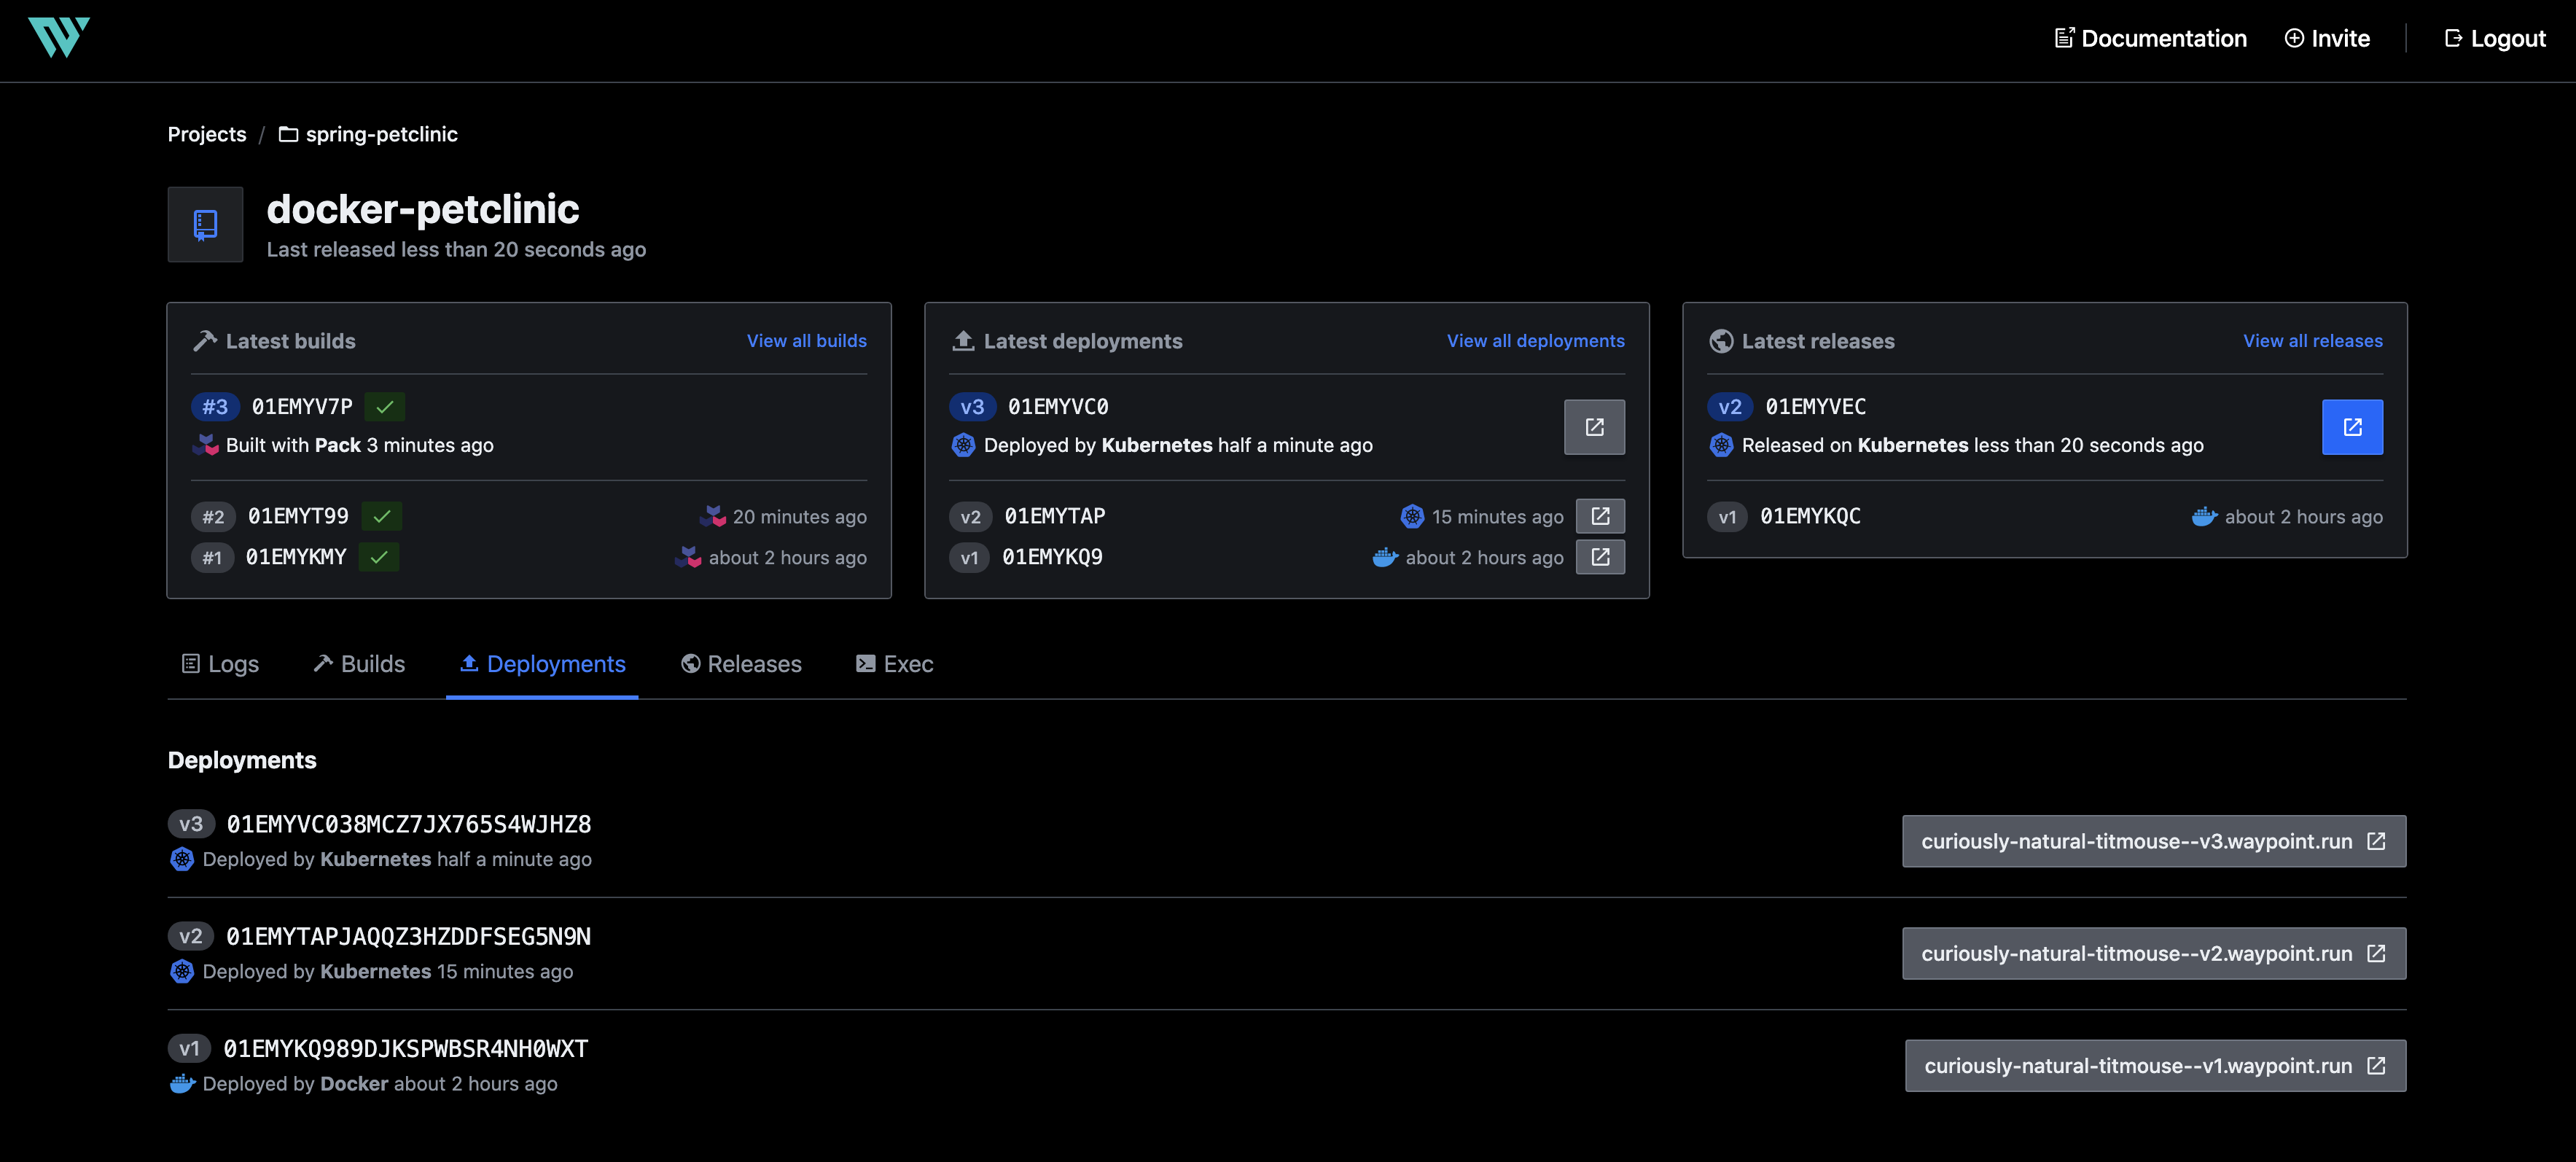 Documentation Invite Logout
Projects / spring-petclinic
docker-petclinic
Last released less than 20 seconds ago
Latest builds View all builds
#3 01EMYV7P
Built with Pack 3 minutes ago
#2 01EMYT99 20 minutes ago
#1 01EMYKMY about 2 hours ago
Latest deployments View all deployments
v3 01EMYVC0
Deployed by Kubernetes half a minute ago
v2 01EMYTAP 15 minutes ago
v1 01EMYKQ9 about 2 hours ago
Latest releases View all releases
v2 01EMYVEC
Released on Kubernetes less than 20 seconds ago
v1 01EMYKQC about 2 hours ago
Logs Builds Deployments Releases Exec
Deployments
v3 01EMYVC038MCZ7JX765S4WJHZ8
Deployed by Kubernetes half a minute ago
curiously-natural-titmouse--v3.waypoint.run
v2 01EMYTAPJAQQZ3HZDDFSEG5N9N
Deployed by Kubernetes 15 minutes ago
curiously-natural-titmouse--v2.waypoint.run
v1 01EMYKQ989DJKSPWBSR4NH0WXT
Deployed by Docker about 2 hours ago
curiously-natural-titmouse--v1.waypoint.run